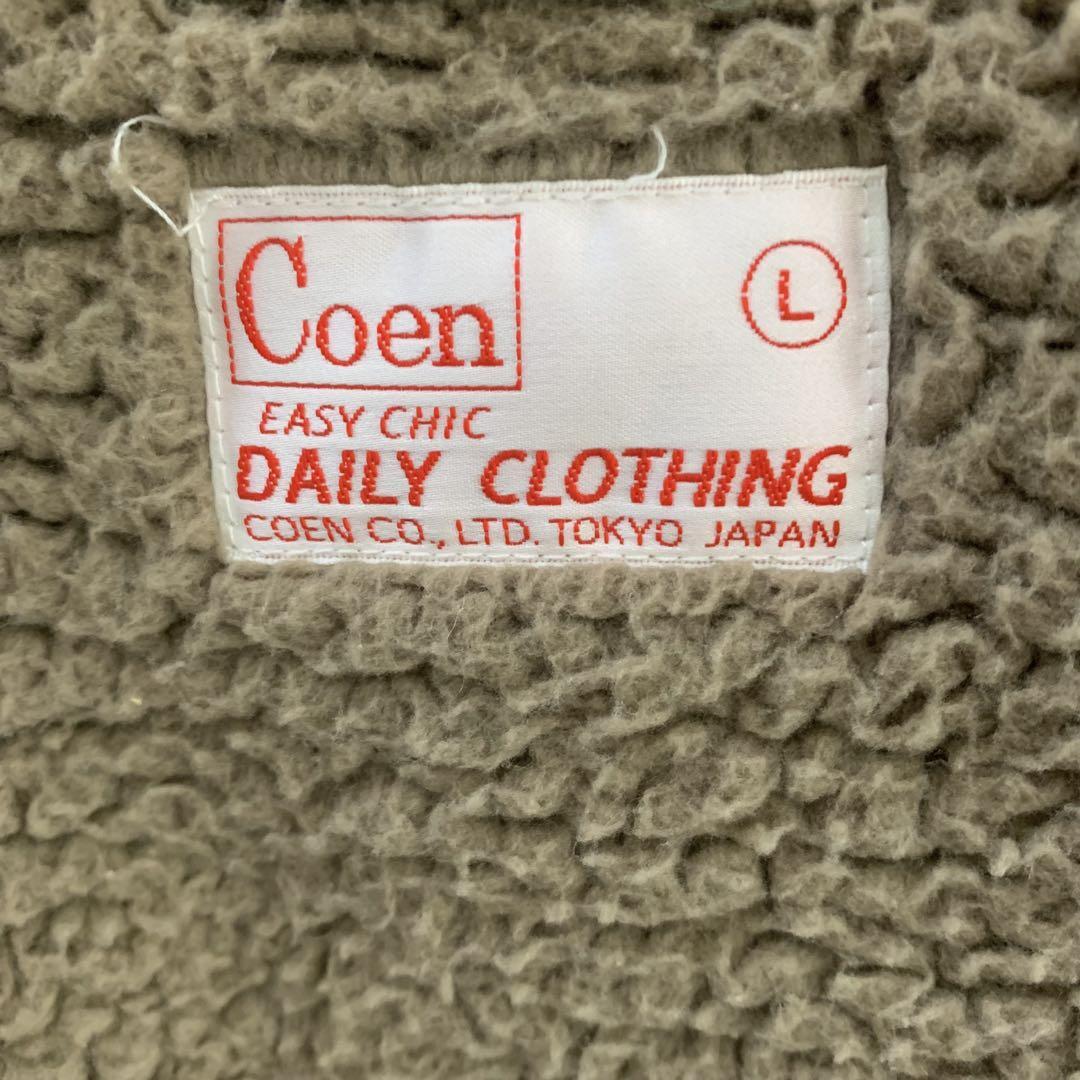 Coen
L
EASY CHIC
DAILY CLOTHING
COEN CO., LTD. TOKYO JAPAN